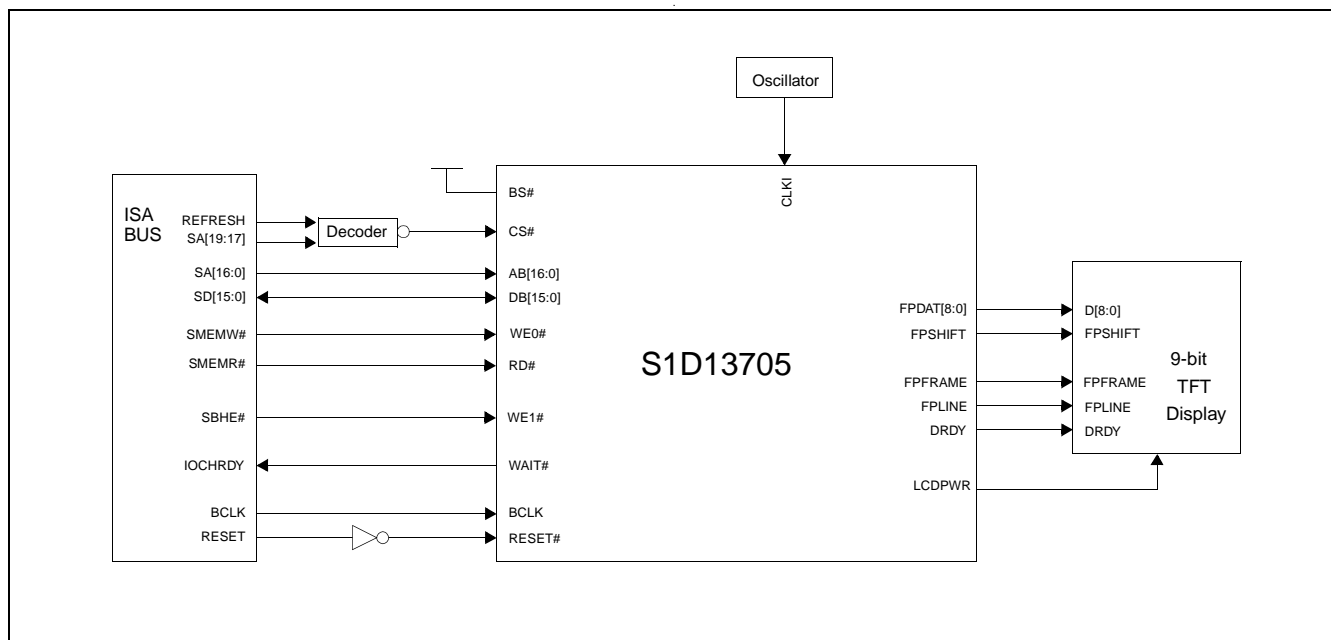 Oscillator
CLKI
ISA
BUS
REFRESH
SA[19:17]
Decoder
SA[16:0]
SD[15:0]
SMEMW#
SMEMR#
SBHE#
IOCHRDY
BCLK
RESET
BS#
CS#
AB[16:0]
DB[15:0]
WE0#
RD#
WE1#
WAIT#
BCLK
RESET#
S1D13705
FPDAT[8:0]
FPSHIFT
FPFRAME
FPLINE
DRDY
LCDPWR
D[8:0]
FPSHIFT
FPFRAME
FPLINE
DRDY
9-bit
TFT
Display